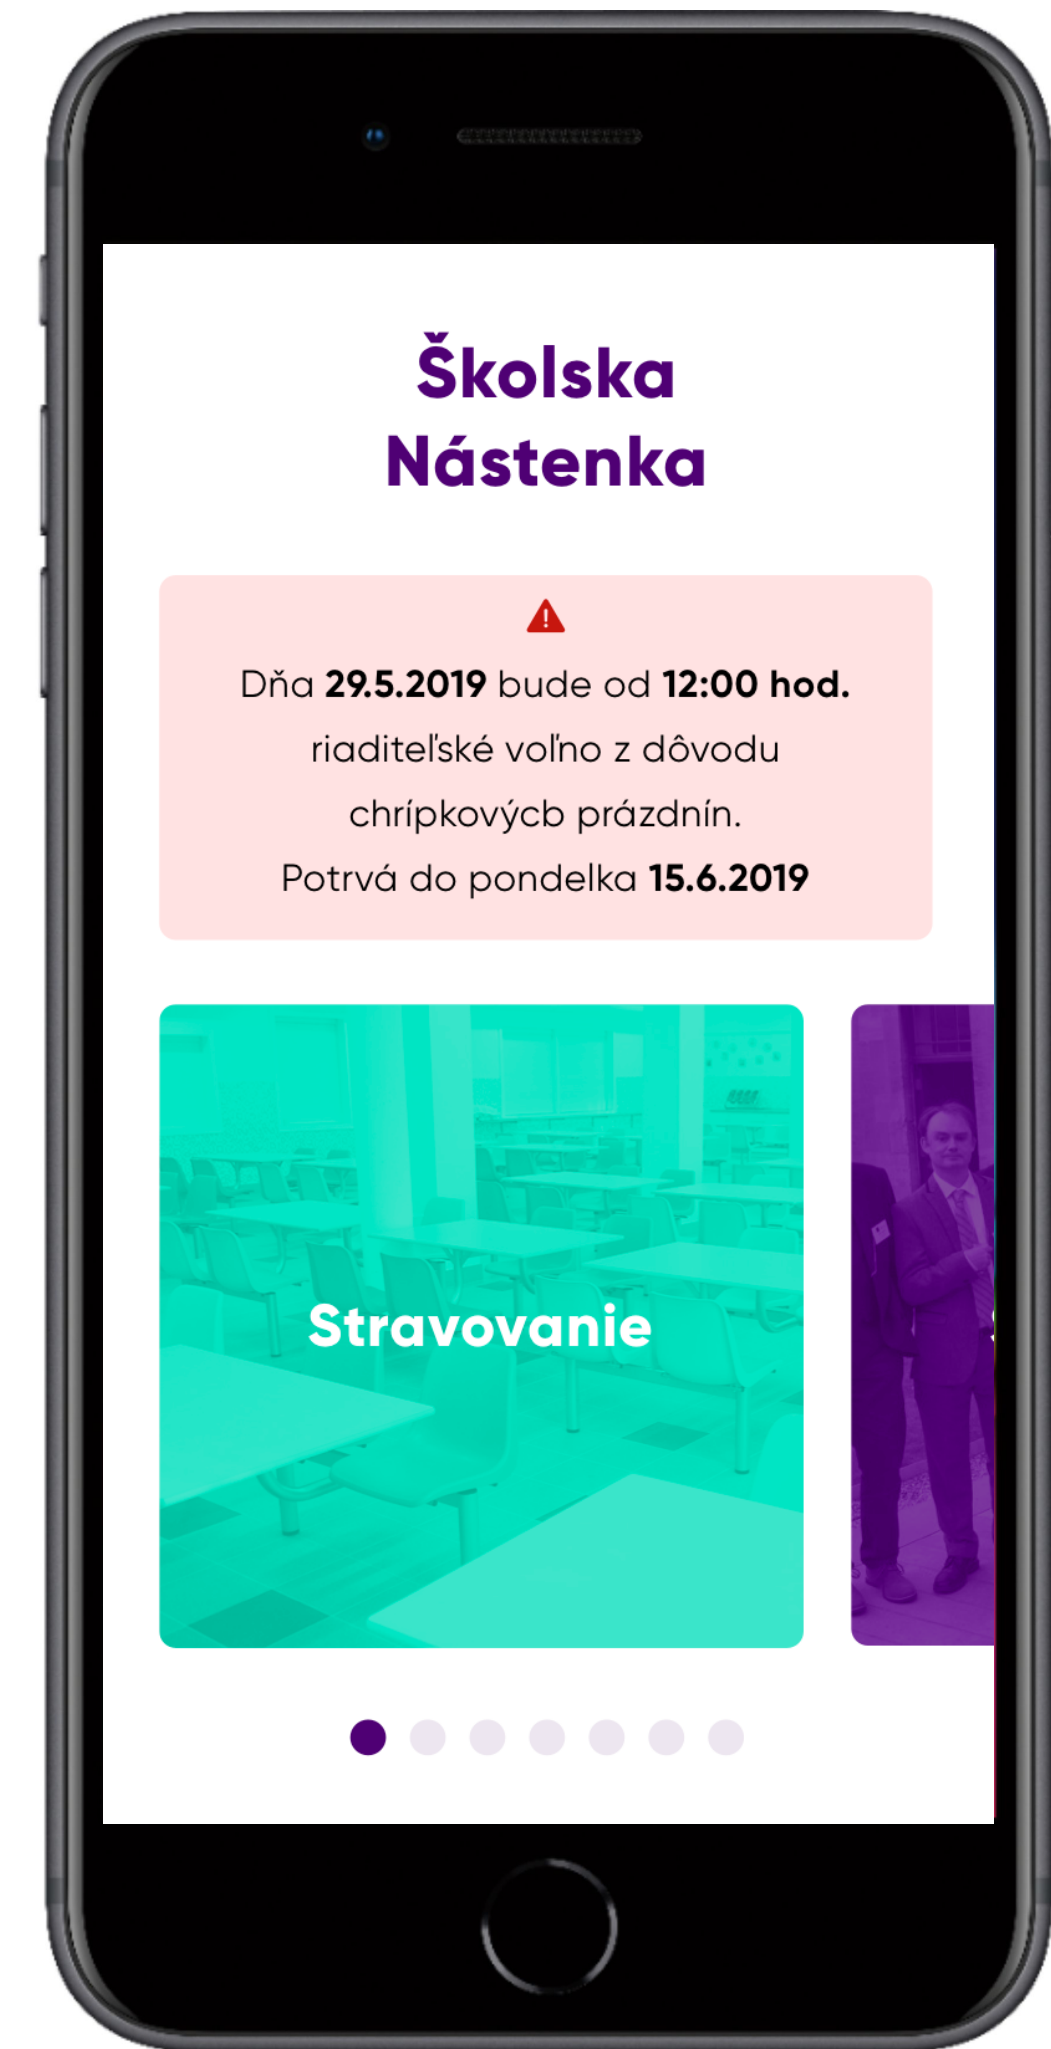 Školska
Nástenka
Dňa 29.5.2019 bude od 12:00 hod.
riaditeľské voľno z dôvodu
chrípkovýcb prázdnín.
Potrvá do pondelka 15.6.2019
Stravovanie